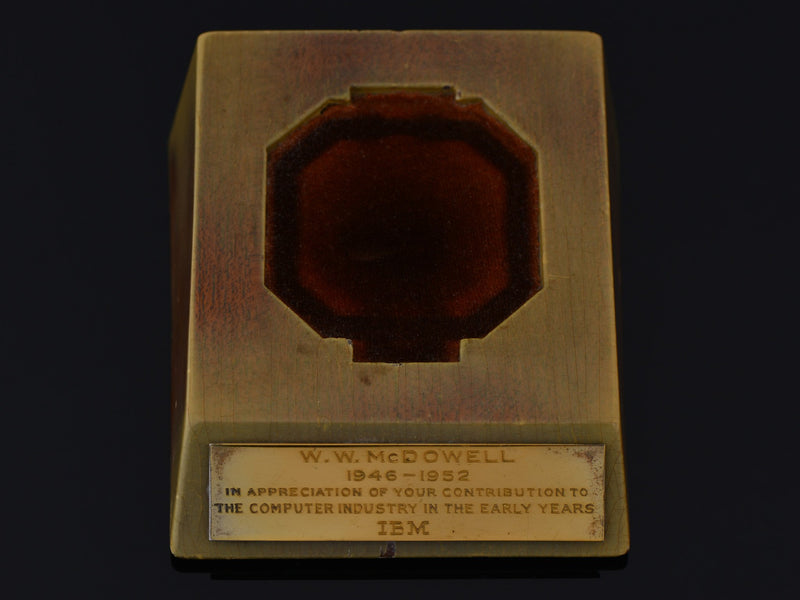 W.W. McDOWELL
1946-1952
IN APPRECIATION OF YOUR CONTRIBUTION TO
THE COMPUTER INDUSTRY IN THE EARLY YEARS
IBM